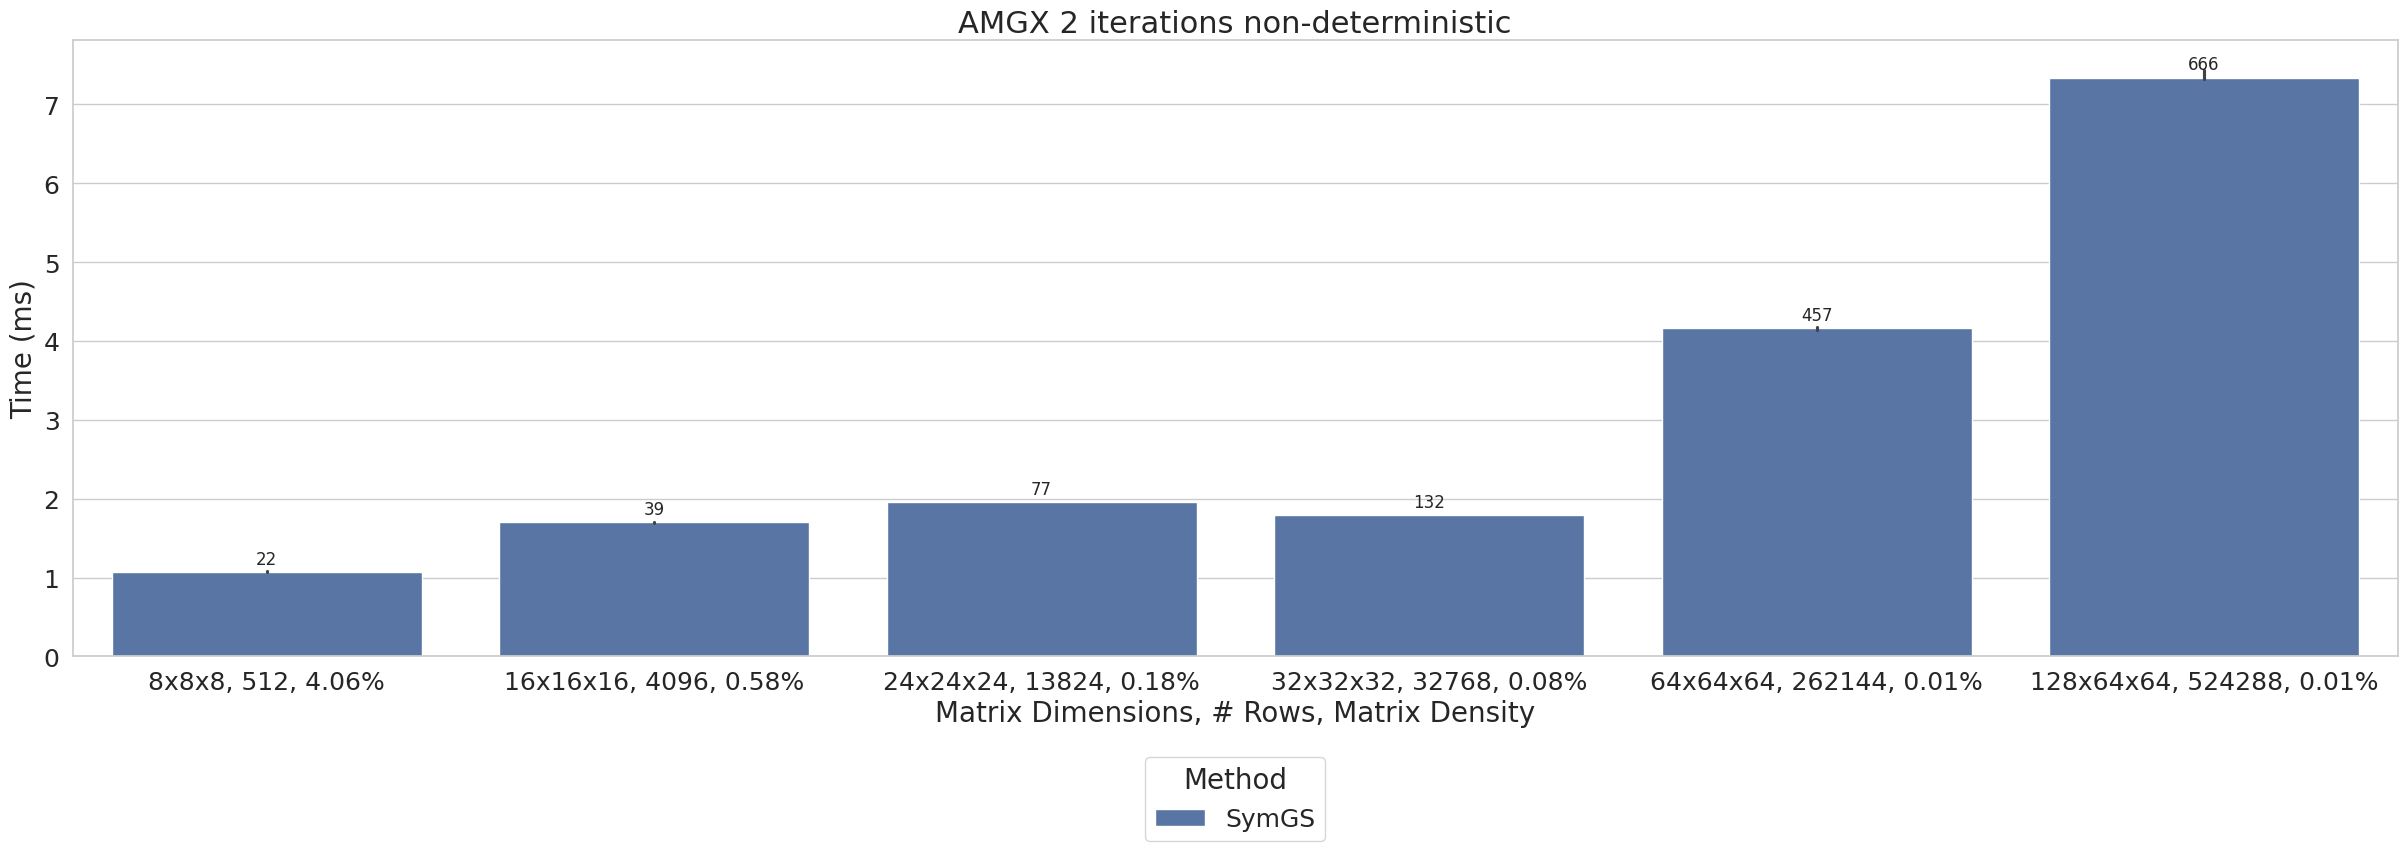 AMGX 2 iterations non-deterministic
Time (ms)
7
6
5
4
3
2
1
0
22
39
77
132
457
666
8x8x8, 512, 4.06%
16x16x16, 4096, 0.58%
24x24x24, 13824, 0.18%
32x32x32, 32768, 0.08%
64x64x64, 262144, 0.01%
128x64x64, 524288, 0.01%
Matrix Dimensions, # Rows, Matrix Density
Method
SymGS